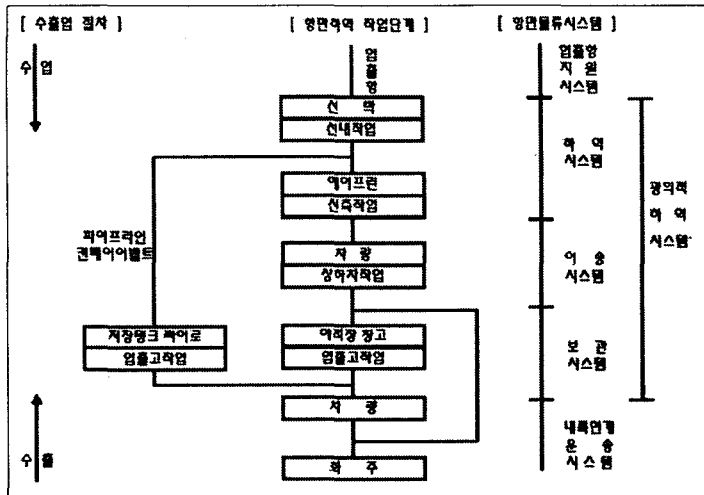 [ 수출입 절차 ]
[ 항만하역 작업단계 ]
[ 항만물류시스템 ]
수 입
입출항
입출항
지 원
시스템
선 박
선내작업
하 역
시스템
에이프런
선측작업
광의적
하 역
시스템
파이프라인
컨베이어벨트
차 량
상하차작업
이 송
시스템
저장탱크 싸이로
입출고작업
야적장 창고
입출고작업
보 관
시스템
차 량
내륙연계
운 송
시스템
수 출
화 주